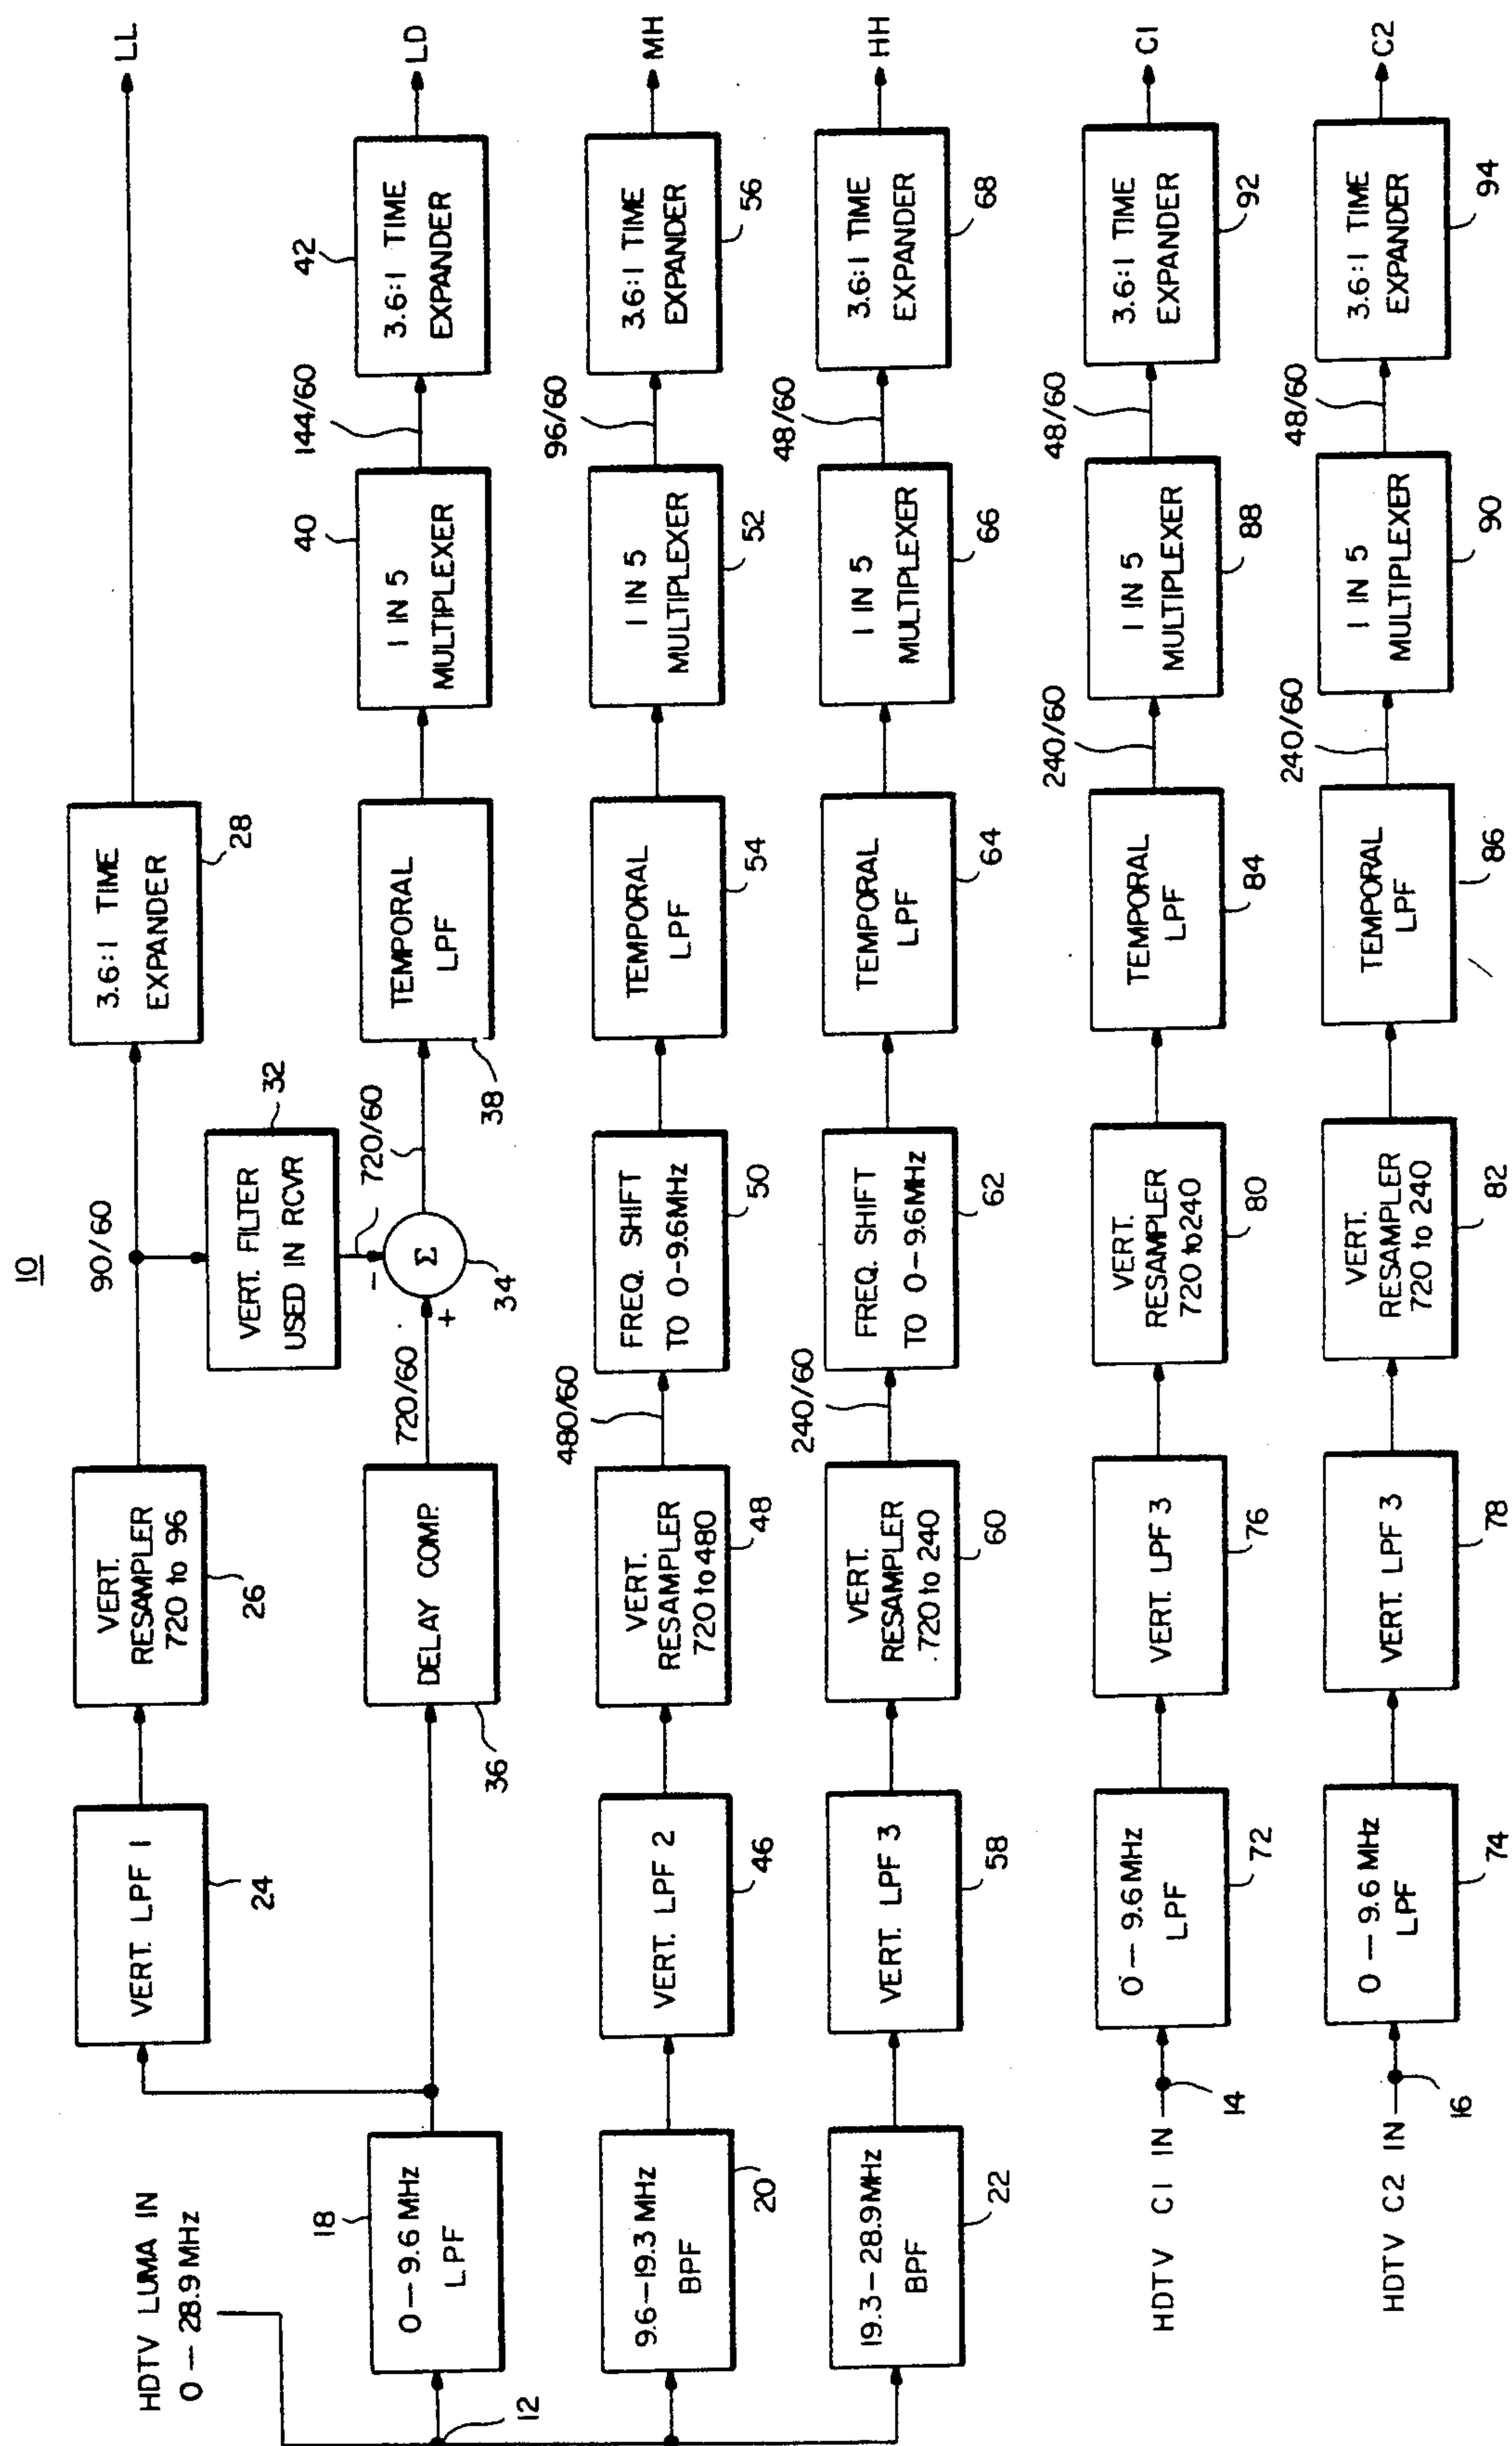 10
HDTV LUMA IN
0 — 28.9 MHz
12
18
0 — 9.6 MHz
LPF
VERT. LPF 1
24
VERT.
RESAMPLER
720 to 96
26
90/60
3.6:1 TIME
EXPANDER
28
LL
VERT. FILTER
USED IN RCVR
32
DELAY COMP.
36
720/60
+
–
Σ
34
720/60
TEMPORAL
LPF
38
1 IN 5
MULTIPLEXER
40
144/60
3.6:1 TIME
EXPANDER
42
LD
9.6–19.3 MHz
BPF
20
VERT. LPF 2
46
VERT.
RESAMPLER
720 to 480
48
480/60
FREQ. SHIFT
TO 0-9.6MHz
50
TEMPORAL
LPF
54
1 IN 5
MULTIPLEXER
52
96/60
3.6:1 TIME
EXPANDER
56
MH
19.3–28.9MHz
BPF
22
VERT. LPF 3
58
VERT.
RESAMPLER
720 to 240
60
240/60
FREQ. SHIFT
TO 0-9.6MHz
62
TEMPORAL
LPF
64
1 IN 5
MULTIPLEXER
66
48/60
3.6:1 TIME
EXPANDER
68
HH
HDTV C1 IN
14
0 — 9.6MHz
LPF
72
VERT. LPF 3
76
VERT.
RESAMPLER
720 to 240
80
TEMPORAL
LPF
84
240/60
1 IN 5
MULTIPLEXER
88
48/60
3.6:1 TIME
EXPANDER
92
C1
HDTV C2 IN
16
0 — 9.6 MHz
LPF
74
VERT. LPF 3
78
VERT.
RESAMPLER
720 to 240
82
TEMPORAL
LPF
86
240/60
1 IN 5
MULTIPLEXER
90
48/60
3.6:1 TIME
EXPANDER
94
C2